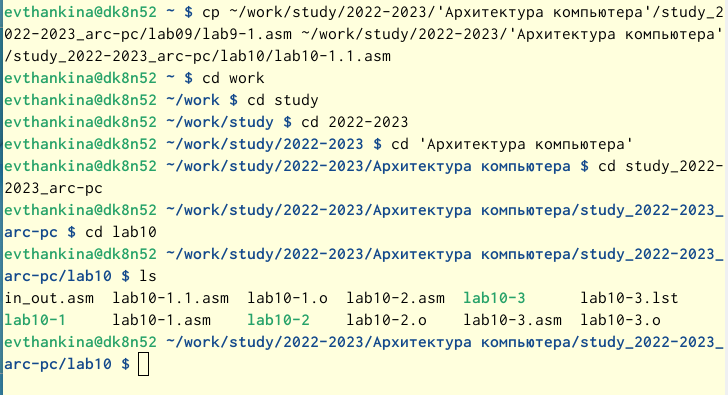 evthankina@dk8n52 ~ $ cp ~/work/study/2022-2023/'Архитектура компьютера'/study_2
022-2023_arc-pc/lab09/lab9-1.asm ~/work/study/2022-2023/'Архитектура компьютера'
/study_2022-2023_arc-pc/lab10/lab10-1.1.asm
evthankina@dk8n52 ~ $ cd work
evthankina@dk8n52 ~/work $ cd study
evthankina@dk8n52 ~/work/study $ cd 2022-2023
evthankina@dk8n52 ~/work/study/2022-2023 $ cd 'Архитектура компьютера'
evthankina@dk8n52 ~/work/study/2022-2023/Архитектура компьютера $ cd study_2022-
2023_arc-pc
evthankina@dk8n52 ~/work/study/2022-2023/Архитектура компьютера/study_2022-2023_
arc-pc $ cd lab10
evthankina@dk8n52 ~/work/study/2022-2023/Архитектура компьютера/study_2022-2023_
arc-pc/lab10 $ ls
in_out.asm  lab10-1.1.asm  lab10-1.o  lab10-2.asm  lab10-3      lab10-3.lst
lab10-1     lab10-1.asm    lab10-2    lab10-2.o    lab10-3.asm  lab10-3.o
evthankina@dk8n52 ~/work/study/2022-2023/Архитектура компьютера/study_2022-2023_
arc-pc/lab10 $